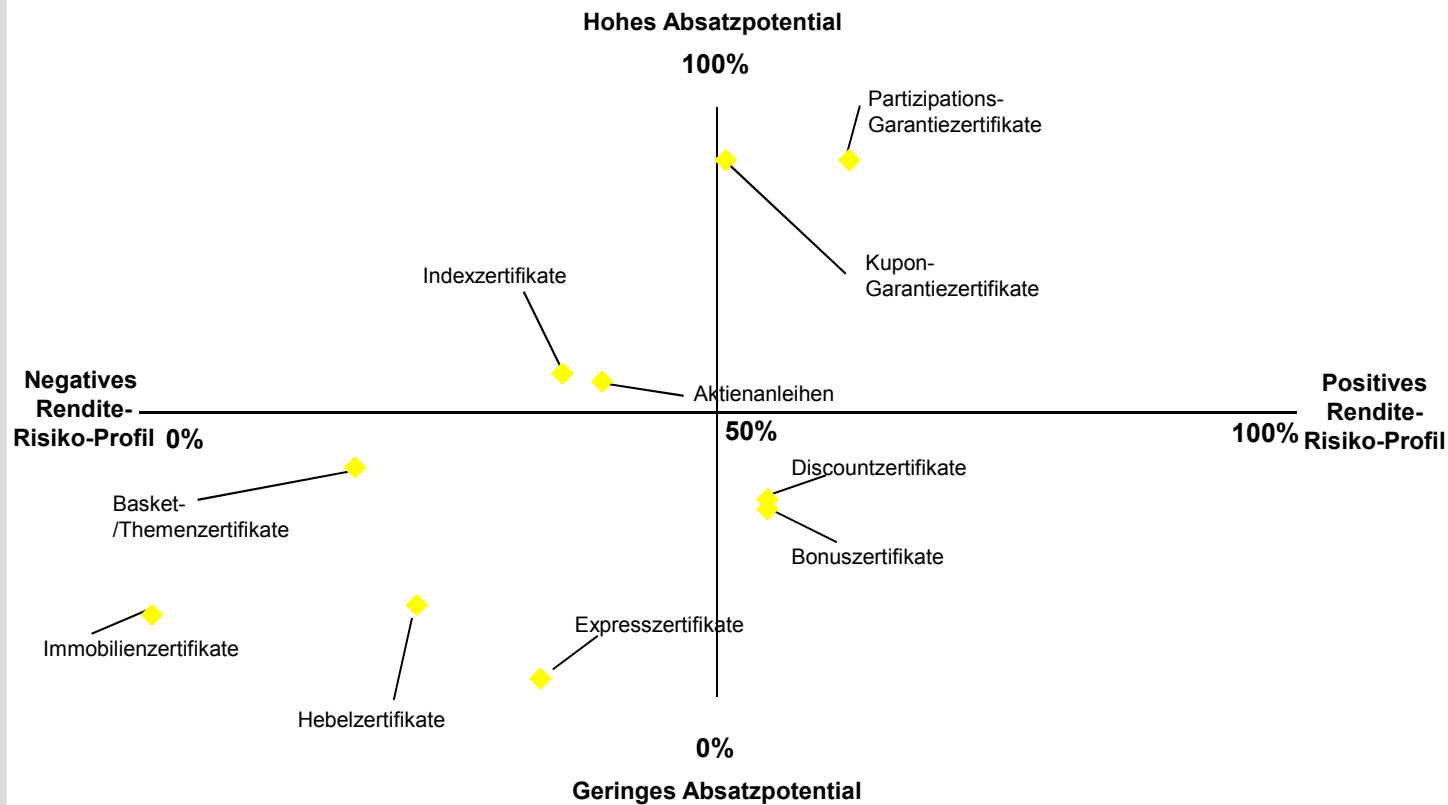 Hohes Absatzpotential
100%
Partizipations-
Garantiezertifikate
Kupon-
Garantiezertifikate
Indexzertifikate
Aktienanleihen
Negatives
Rendite-
Risiko-Profil
0%
50%
100%
Positives
Rendite-
Risiko-Profil
Discountzertifikate
Basket-
/Themenzertifikate
Bonuszertifikate
Expresszertifikate
Immobilienzertifikate
Hebelzertifikate
0%
Geringes Absatzpotential